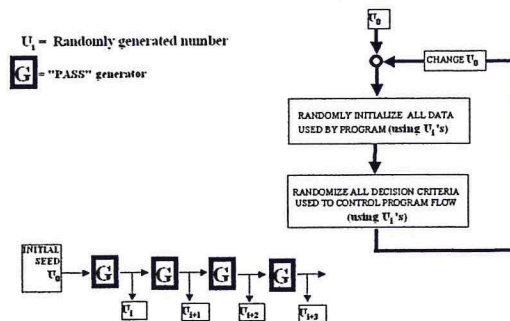 Ui = Randomly generated number
G = "PASS" generator
U0
CHANGE U0
RANDOMLY INITIALIZE ALL DATA
USED BY PROGRAM (using Ui's)
RANDOMIZE ALL DECISION CRITERIA
USED TO CONTROL PROGRAM FLOW
(using Ui's)
INITIAL
SEED
U0
G G G G
Ui Ui+1 Ui+2 Ui+3